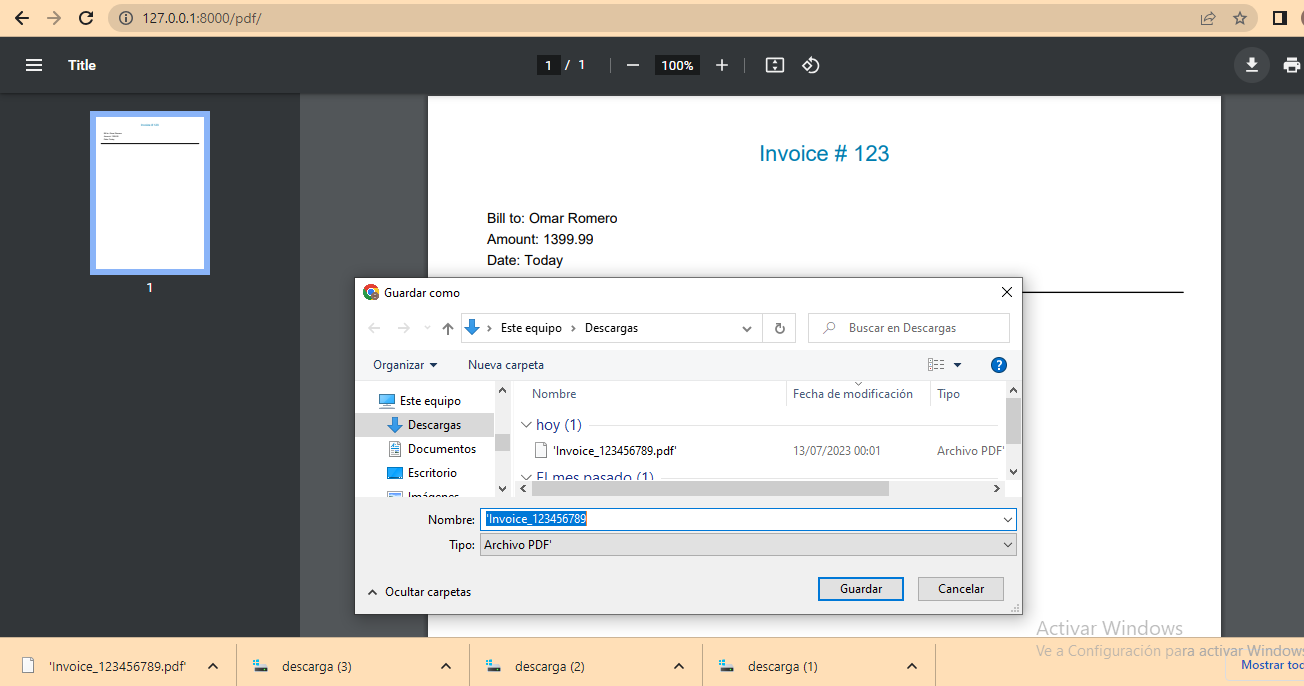 127.0.0.1:8000/pdf/
Title
1 / 1
100%
1
Invoice # 123
Bill to: Omar Romero
Amount: 1399.99
Date: Today
Guardar como
Este equipo > Descargas
Buscar en Descargas
Organizar
Nueva carpeta
?
Este equipo
Descargas
Documentos
Escritorio
Imágenes
Nombre
Fecha de modificación
Tipo
hoy (1)
'Invoice_123456789.pdf'
13/07/2023 00:01
Archivo PDF'
El mes pasado (1)
Nombre: 'Invoice_123456789
Tipo: Archivo PDF'
Ocultar carpetas
Guardar
Cancelar
Activar Windows
Ve a Configuración para activar Windows
'Invoice_123456789.pdf'
descarga (3)
descarga (2)
descarga (1)
Mostrar tod